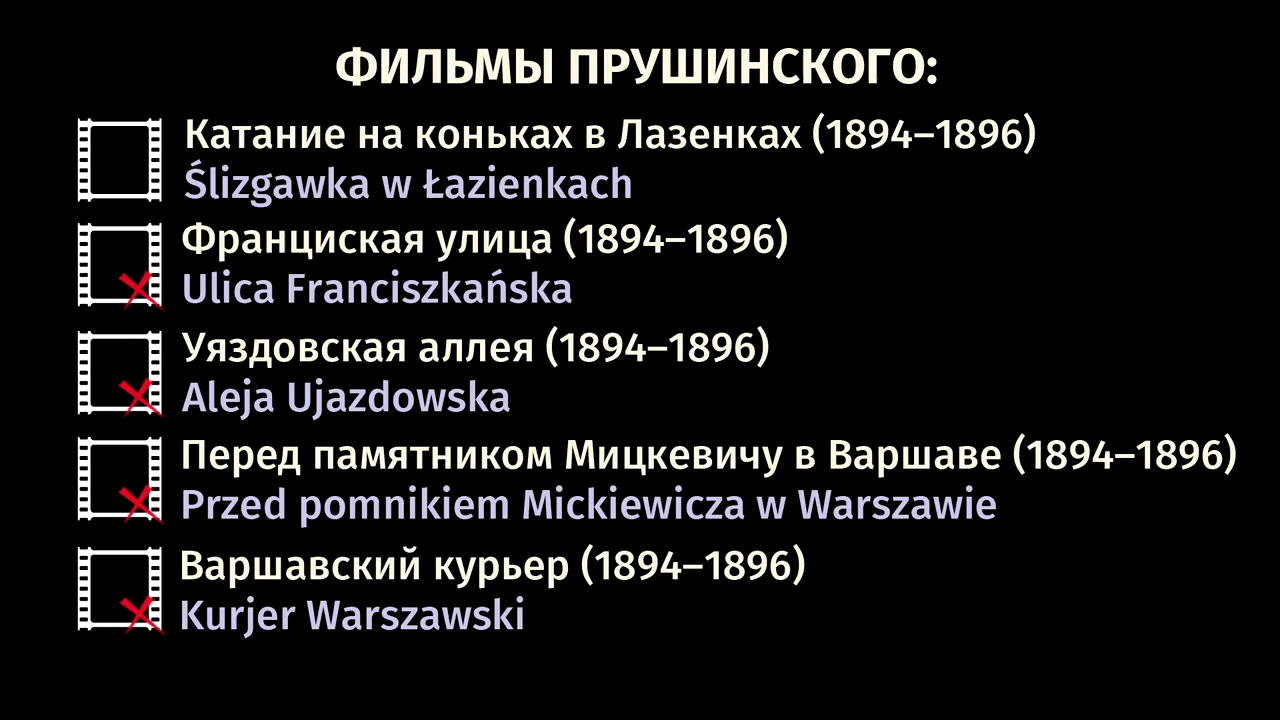 ФИЛЬМЫ ПРУШИНСКОГО:
Катание на коньках в Лазенках (1894–1896)
Ślizgawka w Łazienkach
Франциская улица (1894–1896)
Ulica Franciszkańska
Уяздовская аллея (1894–1896)
Aleja Ujazdowska
Перед памятником Мицкевичу в Варшаве (1894–1896)
Przed pomnikiem Mickiewicza w Warszawie
Варшавский курьер (1894–1896)
Kurjer Warszawski